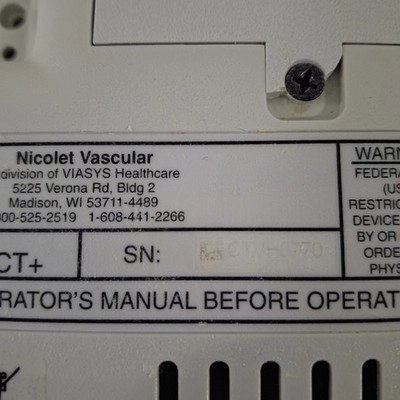 Nicolet Vascular
division of VIASYS Healthcare
5225 Verona Rd, Bldg 2
Madison, WI 53711-4489
800-525-2519 1-608-441-2266
CT+
SN:
WARN
FEDERA
(US
RESTRIC
DEVICE
BY OR
ORDE
PHYS
RATOR'S MANUAL BEFORE OPERAT